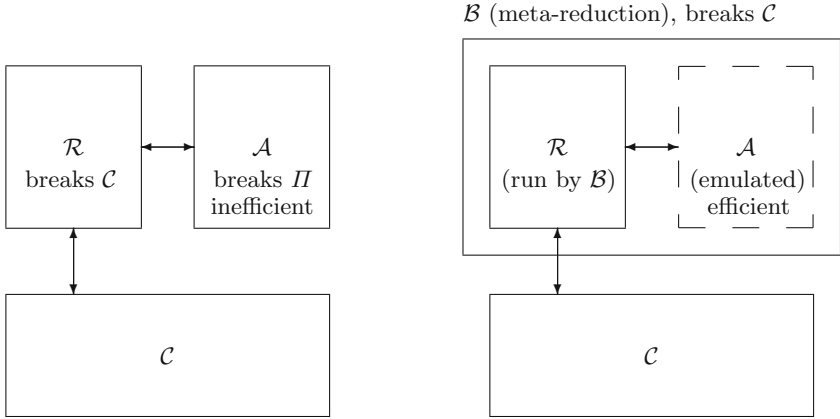 ℬ (meta-reduction), breaks 𝒞
ℛ
breaks 𝒞
𝒜
breaks Π
inefficient
ℛ
(run by ℬ)
𝒜
(emulated)
efficient
𝒞
𝒞